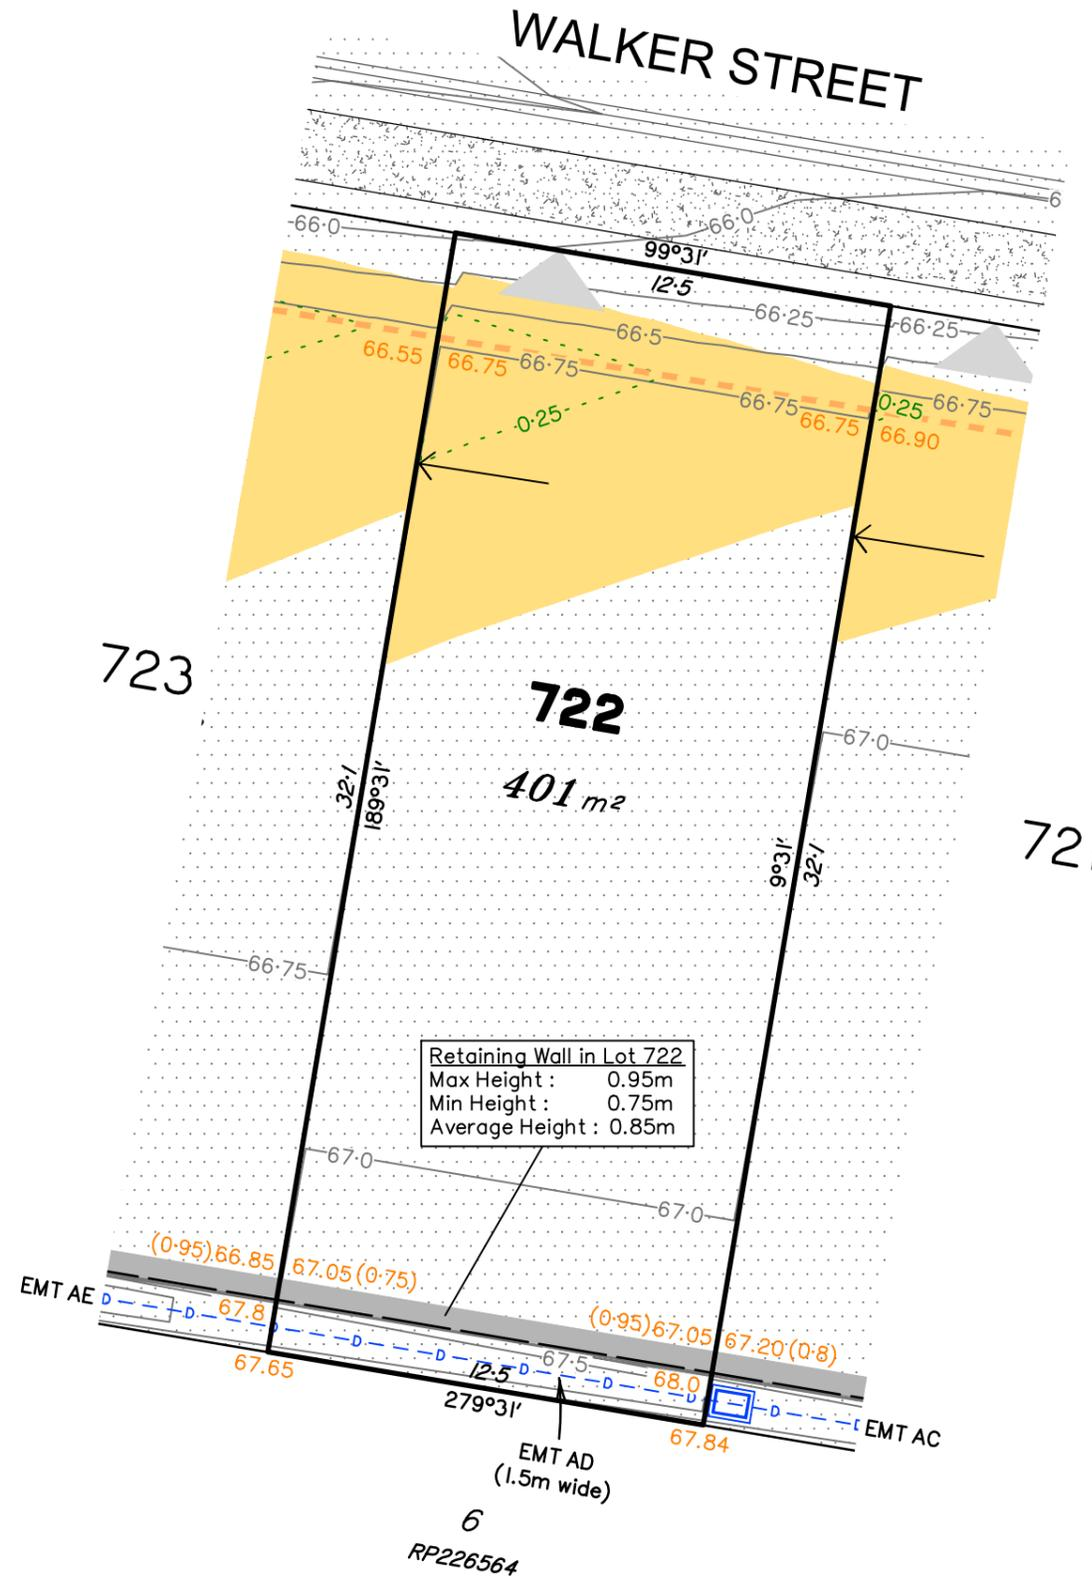 WALKER STREET
6
66·0
66·0
99°31'
12·5
66·25
66·25
66·5
66.55
66.75
66·75
66·75
66.75
0·25
66·75
66.90
0·25
723
722
401 m²
67·0
32·1
189°31'
9°31'
32·1
66·75
Retaining Wall in Lot 722
Max Height : 0.95m
Min Height : 0.75m
Average Height : 0.85m
67·0
67·0
(0·95) 66.85
67.05 (0·75)
EMT AE
D
D
67.8
D
D
D
(0·95) 67.05
67.20 (0·8)
67·5
D
D
68.0
D
D
67.65
12·5
279°31'
EMT AC
67.84
EMT AD
(1.5m wide)
6
RP226564